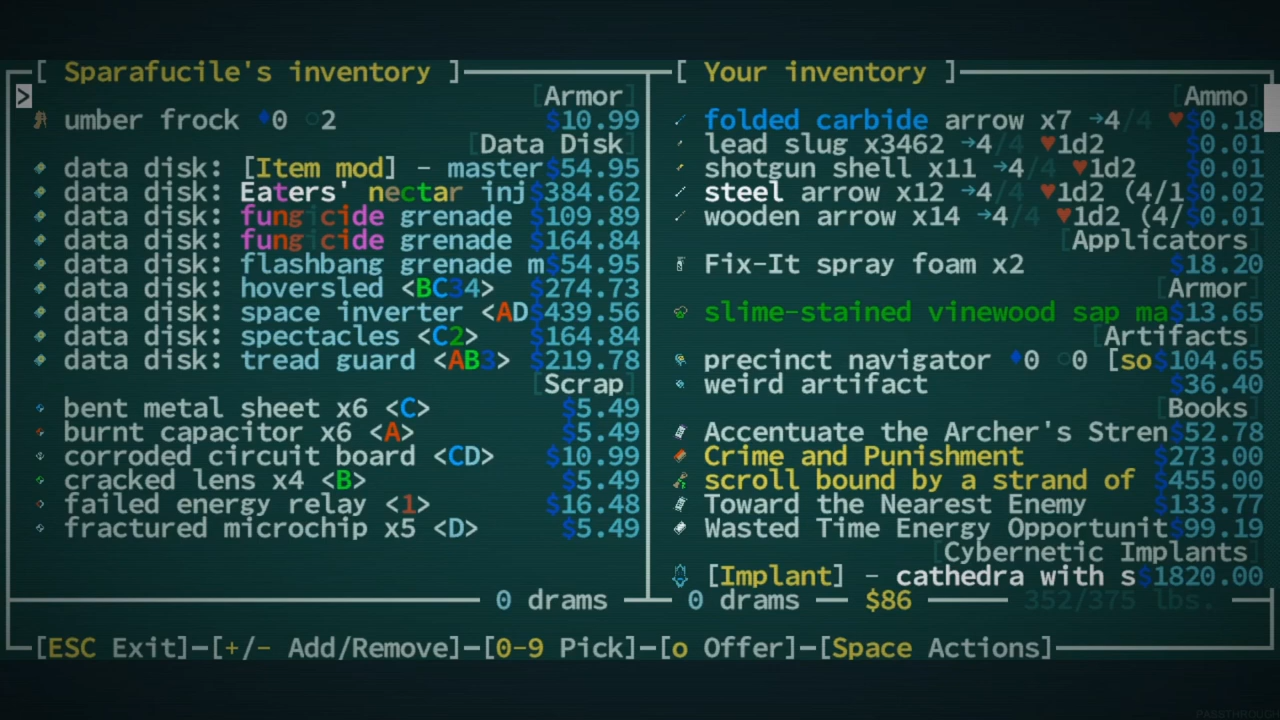 [ Sparafucile's inventory ]
>
[Armor]
umber frock ♦0 ○2 $10.99
[Data Disk]
data disk: [Item mod] - master$54.95
data disk: Eaters' nectar inj$384.62
data disk: fungicide grenade $109.89
data disk: fungicide grenade $164.84
data disk: flashbang grenade m$54.95
data disk: hoversled <BC34> $274.73
data disk: space inverter <AD$439.56
data disk: spectacles <C2> $164.84
data disk: tread guard <AB3> $219.78
[Scrap]
bent metal sheet x6 <C> $5.49
burnt capacitor x6 <A> $5.49
corroded circuit board <CD> $10.99
cracked lens x4 <B> $5.49
failed energy relay <1> $16.48
fractured microchip x5 <D> $5.49
0 drams
[ Your inventory ]
[Ammo]
folded carbide arrow x7 →4/4 ♥$0.18
lead slug x3462 →4/4 ♥1d2 $0.01
shotgun shell x11 →4/4 ♥1d2 $0.01
steel arrow x12 →4/4 ♥1d2 (4/1$0.02
wooden arrow x14 →4/4 ♥1d2 (4/$0.01
[Applicators]
Fix-It spray foam x2 $18.20
[Armor]
slime-stained vinewood sap ma$13.65
[Artifacts]
precinct navigator ♦0 ○0 [so$104.65
weird artifact $36.40
[Books]
Accentuate the Archer's Stren$52.78
Crime and Punishment $273.00
scroll bound by a strand of $455.00
Toward the Nearest Enemy $133.77
Wasted Time Energy Opportunit$99.19
[Cybernetic Implants]
[Implant] - cathedra with s$1820.00
0 drams — $86 — 352/375 lbs.
[ESC Exit]-[+/- Add/Remove]-[0-9 Pick]-[o Offer]-[Space Actions]